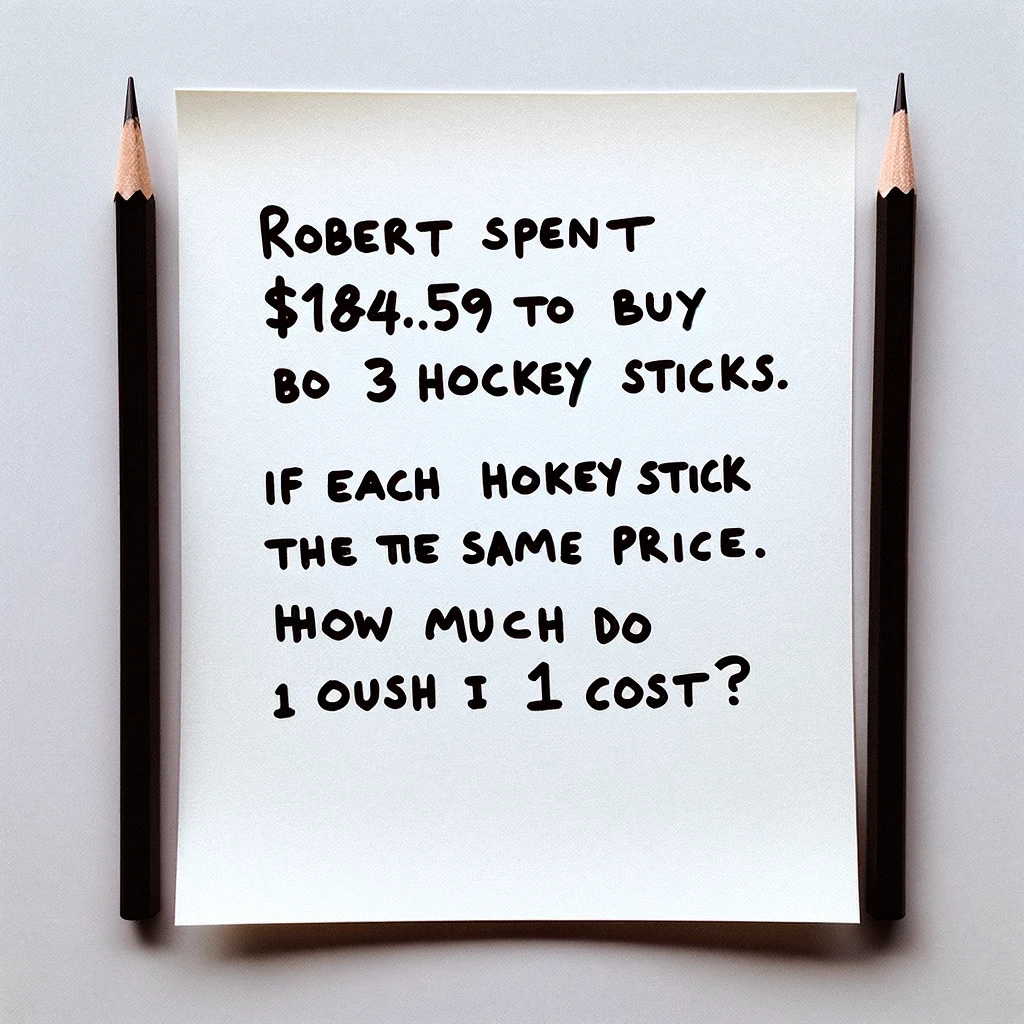 ROBERT SPENT
$184..59 TO BUY
BO 3 HOCKEY STICKS.
IF EACH HOKEY STICK
THE TIE SAME PRICE.
HHOW MUCH DO
1 OUSH I 1 COST?